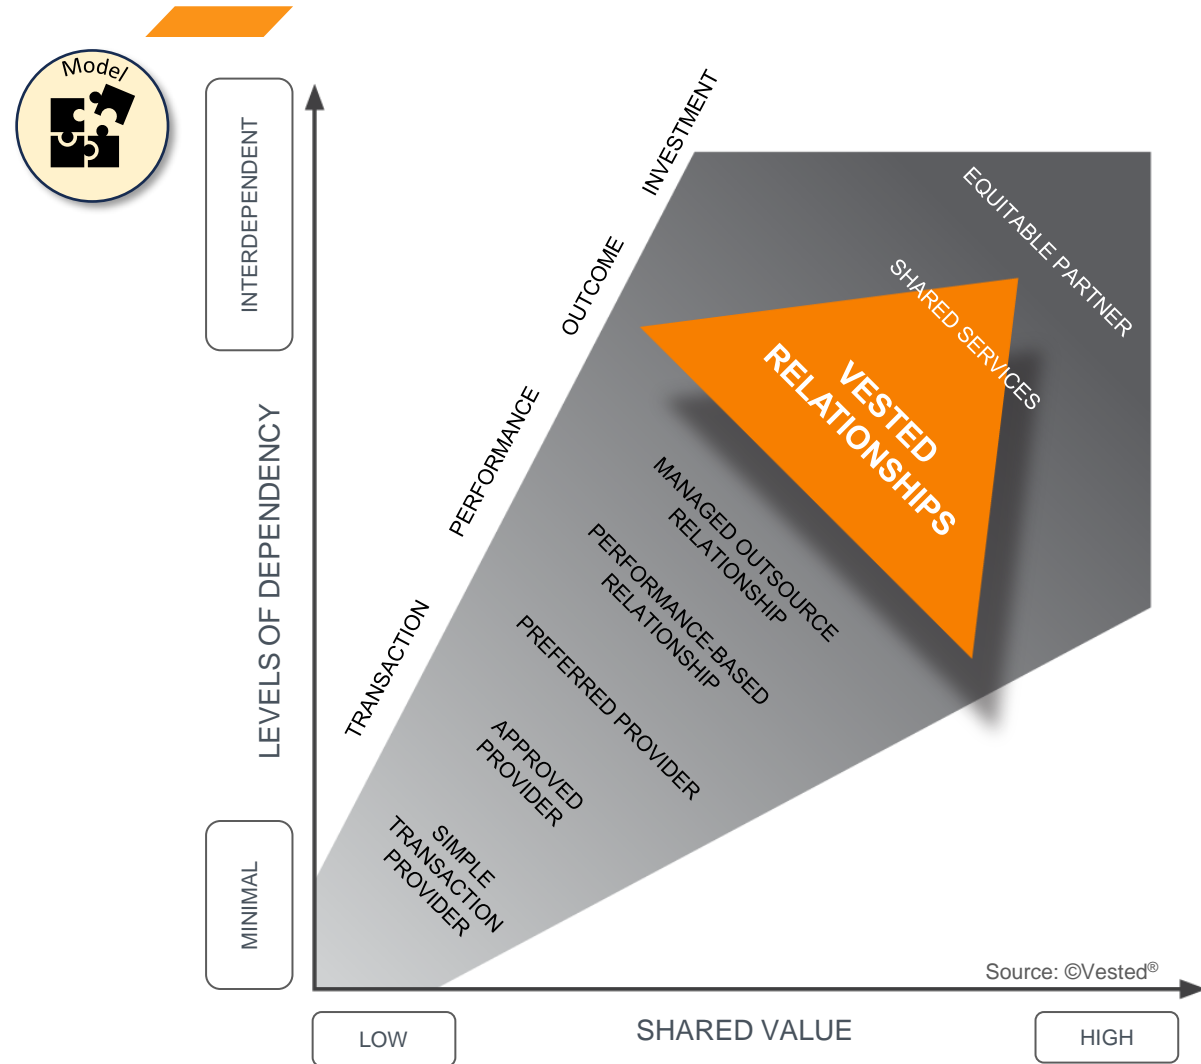 Model
INTERDEPENDENT
LEVELS OF DEPENDENCY
MINIMAL
INVESTMENT
OUTCOME
PERFORMANCE
TRANSACTION
EQUITABLE PARTNER
SHARED SERVICES
VESTED
RELATIONSHIPS
MANAGED OUTSOURCE
RELATIONSHIP
PERFORMANCE-BASED
RELATIONSHIP
PREFERRED PROVIDER
APPROVED
PROVIDER
SIMPLE
TRANSACTION
PROVIDER
Source: ©Vested®
LOW
SHARED VALUE
HIGH